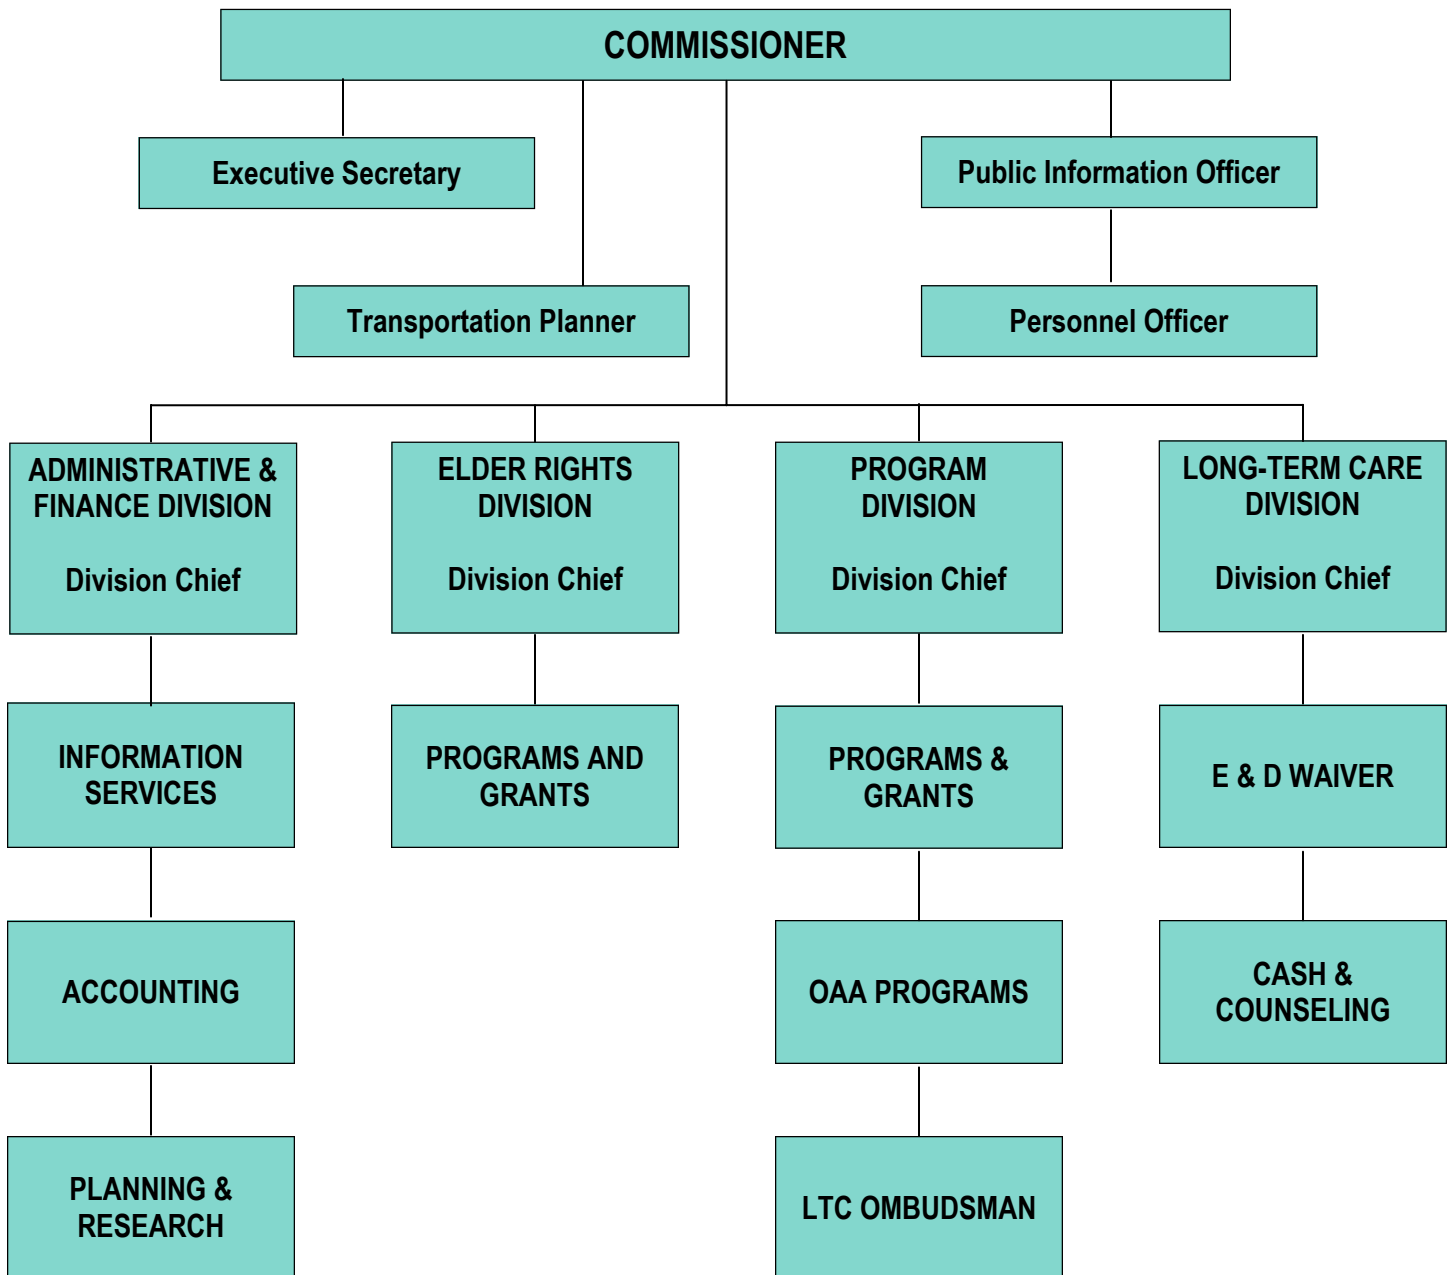 COMMISSIONER
Executive Secretary
Public Information Officer
Transportation Planner
Personnel Officer
ADMINISTRATIVE &
FINANCE DIVISION
Division Chief
ELDER RIGHTS
DIVISION
Division Chief
PROGRAM
DIVISION
Division Chief
LONG-TERM CARE
DIVISION
Division Chief
INFORMATION
SERVICES
PROGRAMS AND
GRANTS
PROGRAMS &
GRANTS
E & D WAIVER
ACCOUNTING
OAA PROGRAMS
CASH &
COUNSELING
PLANNING &
RESEARCH
LTC OMBUDSMAN